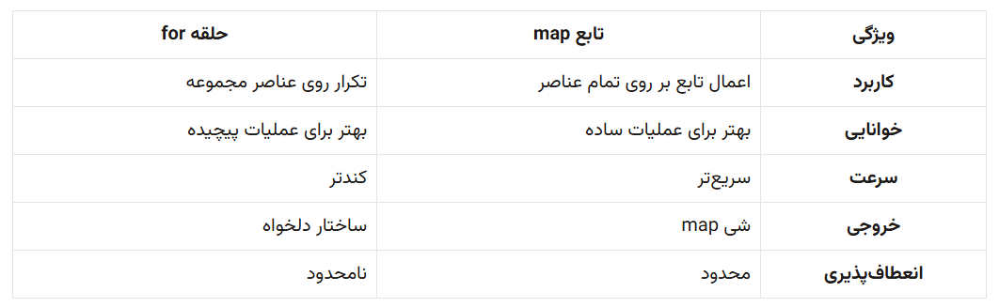 ویژگی تابع map حلقه for
کاربرد اعمال تابع بر روی تمام عناصر تکرار روی عناصر مجموعه
خوانایی بهتر برای عملیات ساده بهتر برای عملیات پیچیده
سرعت سریع‌تر کندتر
خروجی شی map ساختار دلخواه
انعطاف‌پذیری محدود نامحدود